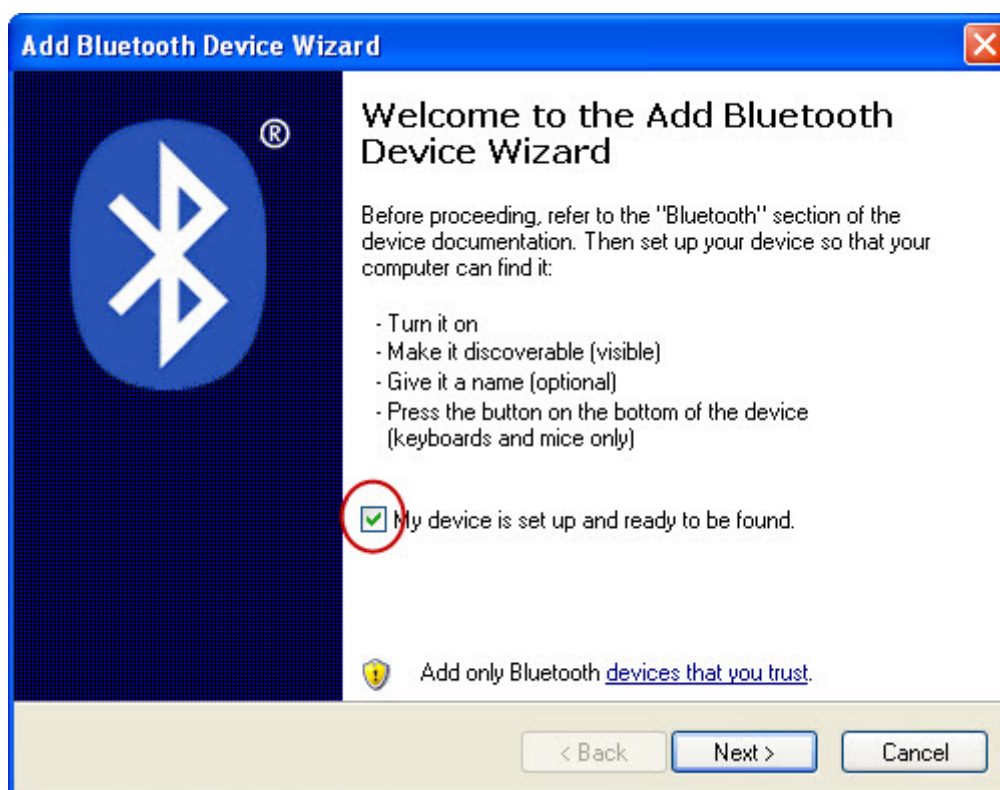 Add Bluetooth Device Wizard
®
Welcome to the Add Bluetooth
Device Wizard
Before proceeding, refer to the "Bluetooth" section of the
device documentation. Then set up your device so that your
computer can find it:
- Turn it on
- Make it discoverable (visible)
- Give it a name (optional)
- Press the button on the bottom of the device
(keyboards and mice only)
My device is set up and ready to be found.
Add only Bluetooth devices that you trust.
< Back Next > Cancel